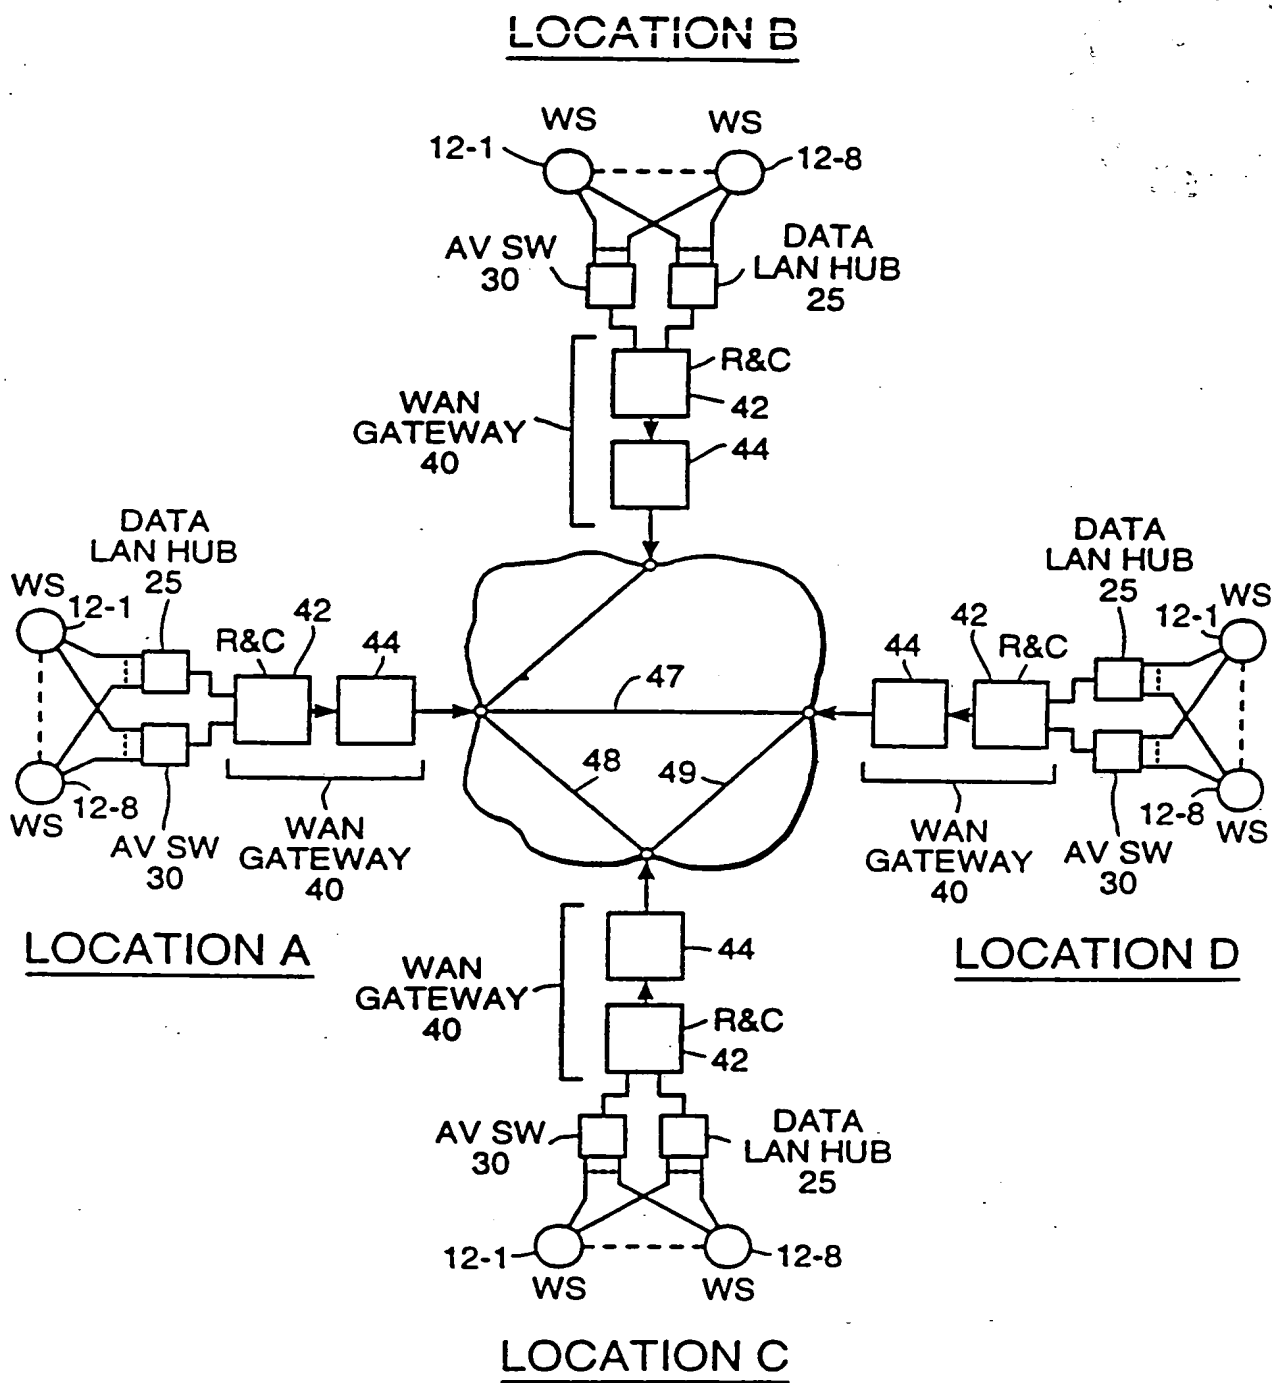 LOCATION B
WS
WS
12-1
12-8
AV SW
30
DATA
LAN HUB
25
R&C
42
WAN
GATEWAY
40
44
DATA
LAN HUB
25
WS
12-1
42
R&C
44
12-8
WS
AV SW
30
WAN
GATEWAY
40
LOCATION A
47
48
49
DATA
LAN HUB
25
WS
12-1
42
R&C
44
12-8
WS
AV SW
30
WAN
GATEWAY
40
LOCATION D
44
WAN
GATEWAY
40
R&C
42
AV SW
30
DATA
LAN HUB
25
12-1
12-8
WS
WS
LOCATION C